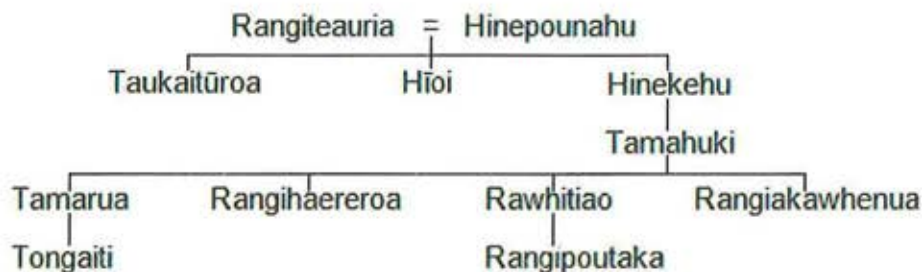 Rangiteauria = Hinepounahu
Taukaitūroa Hīoi Hinekehu
Tamahuki
Tamarua Rangihaereroa Rawhitiao Rangiakawhenua
Tongaiti Rangipoutaka